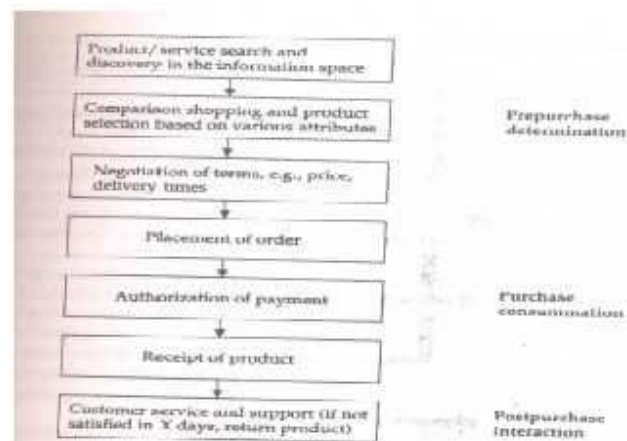 Product/service search and
discovery in the information space
Comparison shopping and product
selection based on various attributes
Prepurchase
determination
Negotiation of terms, e.g., price,
delivery times
Placement of order
Authorization of payment
Purchase
consummation
Receipt of product
Customer service and support (if not
satisfied in X days, return product)
Postpurchase
interaction